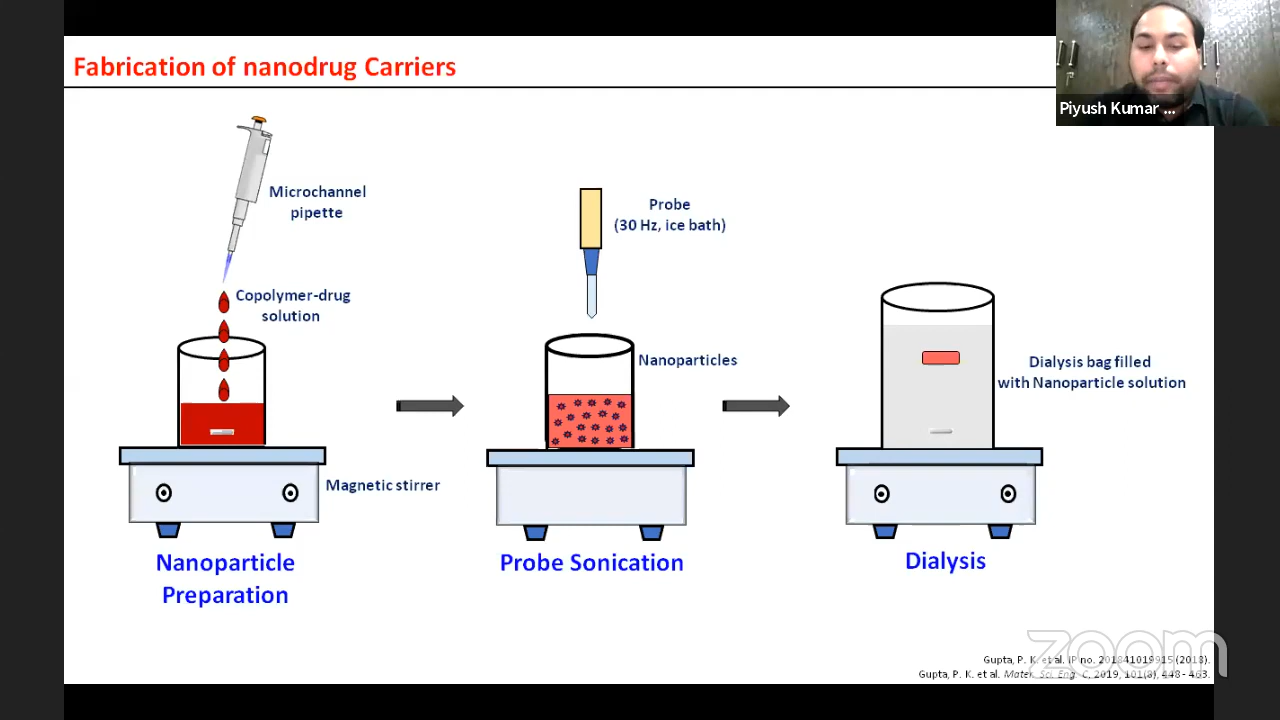 Fabrication of nanodrug Carriers
Piyush Kumar ...
Microchannel
pipette
Copolymer-drug
solution
Magnetic stirrer
Nanoparticle
Preparation
Probe
(30 Hz, ice bath)
Nanoparticles
Probe Sonication
Dialysis bag filled
with Nanoparticle solution
Dialysis
Gupta, P. K. et al. IP no. 201841019915 (2018).
Gupta, P. K. et al. Mater. Sci. Eng. C, 2019, 101(8), 448 - 463.
zoom